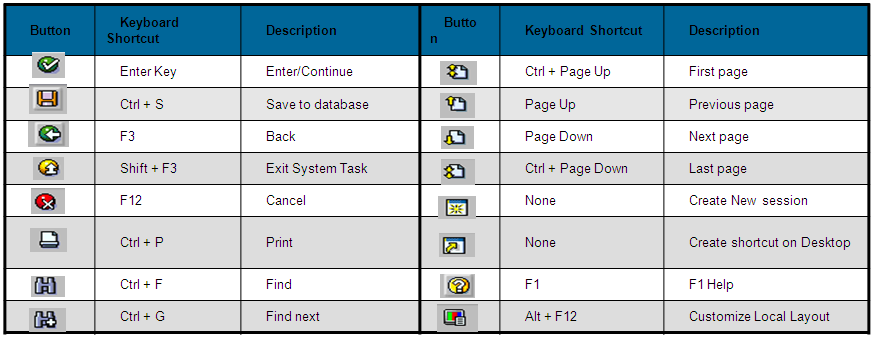 Button Keyboard Shortcut Description Button Keyboard Shortcut Description
Enter Key Enter/Continue Ctrl + Page Up First page
Ctrl + S Save to database Page Up Previous page
F3 Back Page Down Next page
Shift + F3 Exit System Task Ctrl + Page Down Last page
F12 Cancel None Create New session
Ctrl + P Print None Create shortcut on Desktop
Ctrl + F Find F1 F1 Help
Ctrl + G Find next Alt + F12 Customize Local Layout